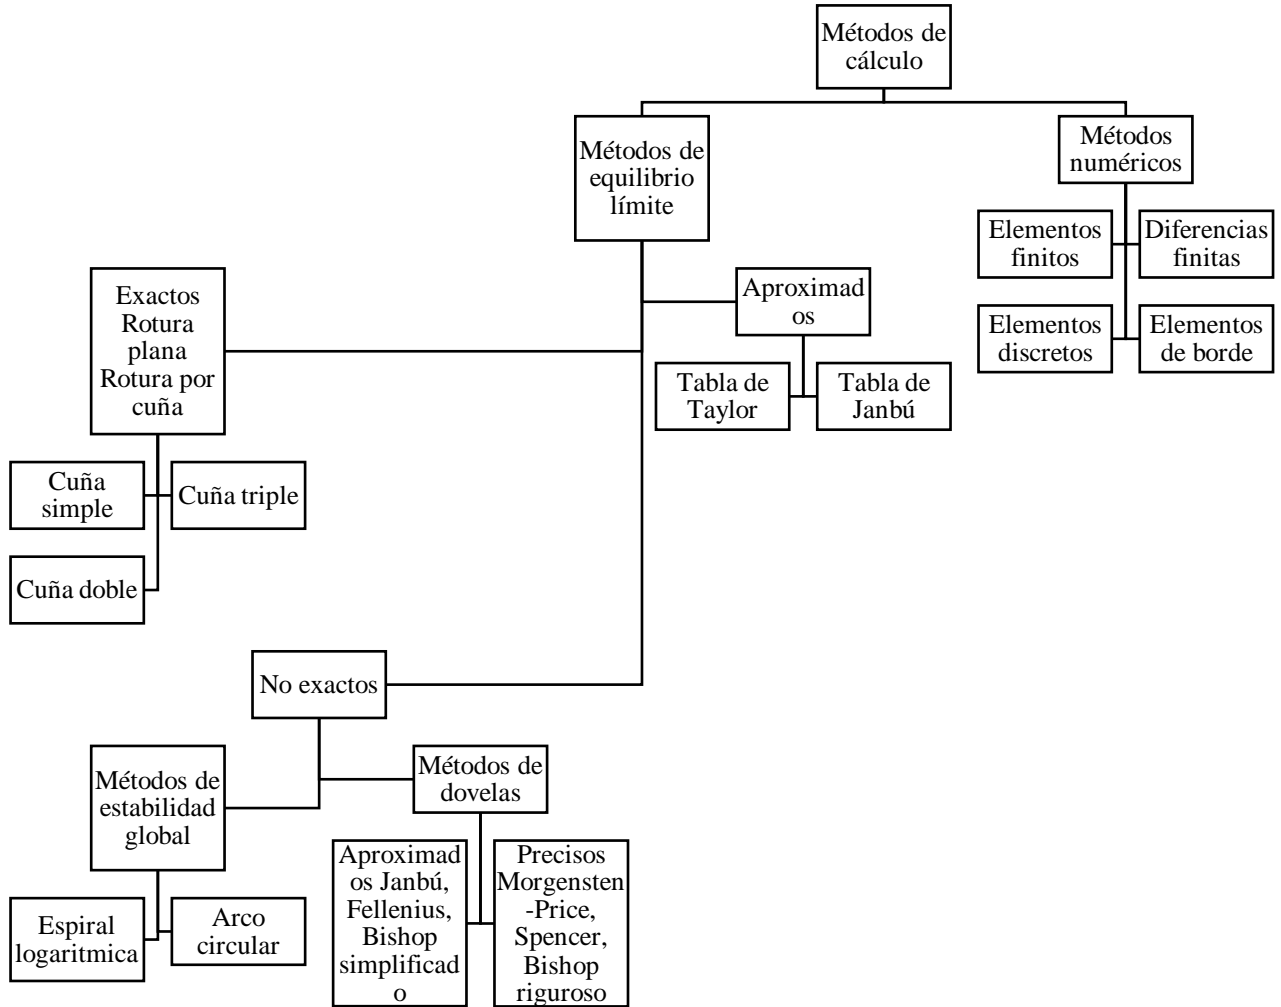 Métodos de
cálculo
Métodos de
equilibrio
límite
Exactos
Rotura
plana
Rotura por
cuña
Cuña
simple
Cuña triple
Cuña doble
Aproximad
os
Tabla de
Taylor
Tabla de
Janbú
No exactos
Métodos de
estabilidad
global
Espiral
logaritmica
Arco
circular
Métodos de
dovelas
Aproximad
os Janbú,
Fellenius,
Bishop
simplificad
o
Precisos
Morgensten
-Price,
Spencer,
Bishop
riguroso
Métodos
numéricos
Elementos
finitos
Diferencias
finitas
Elementos
discretos
Elementos
de borde